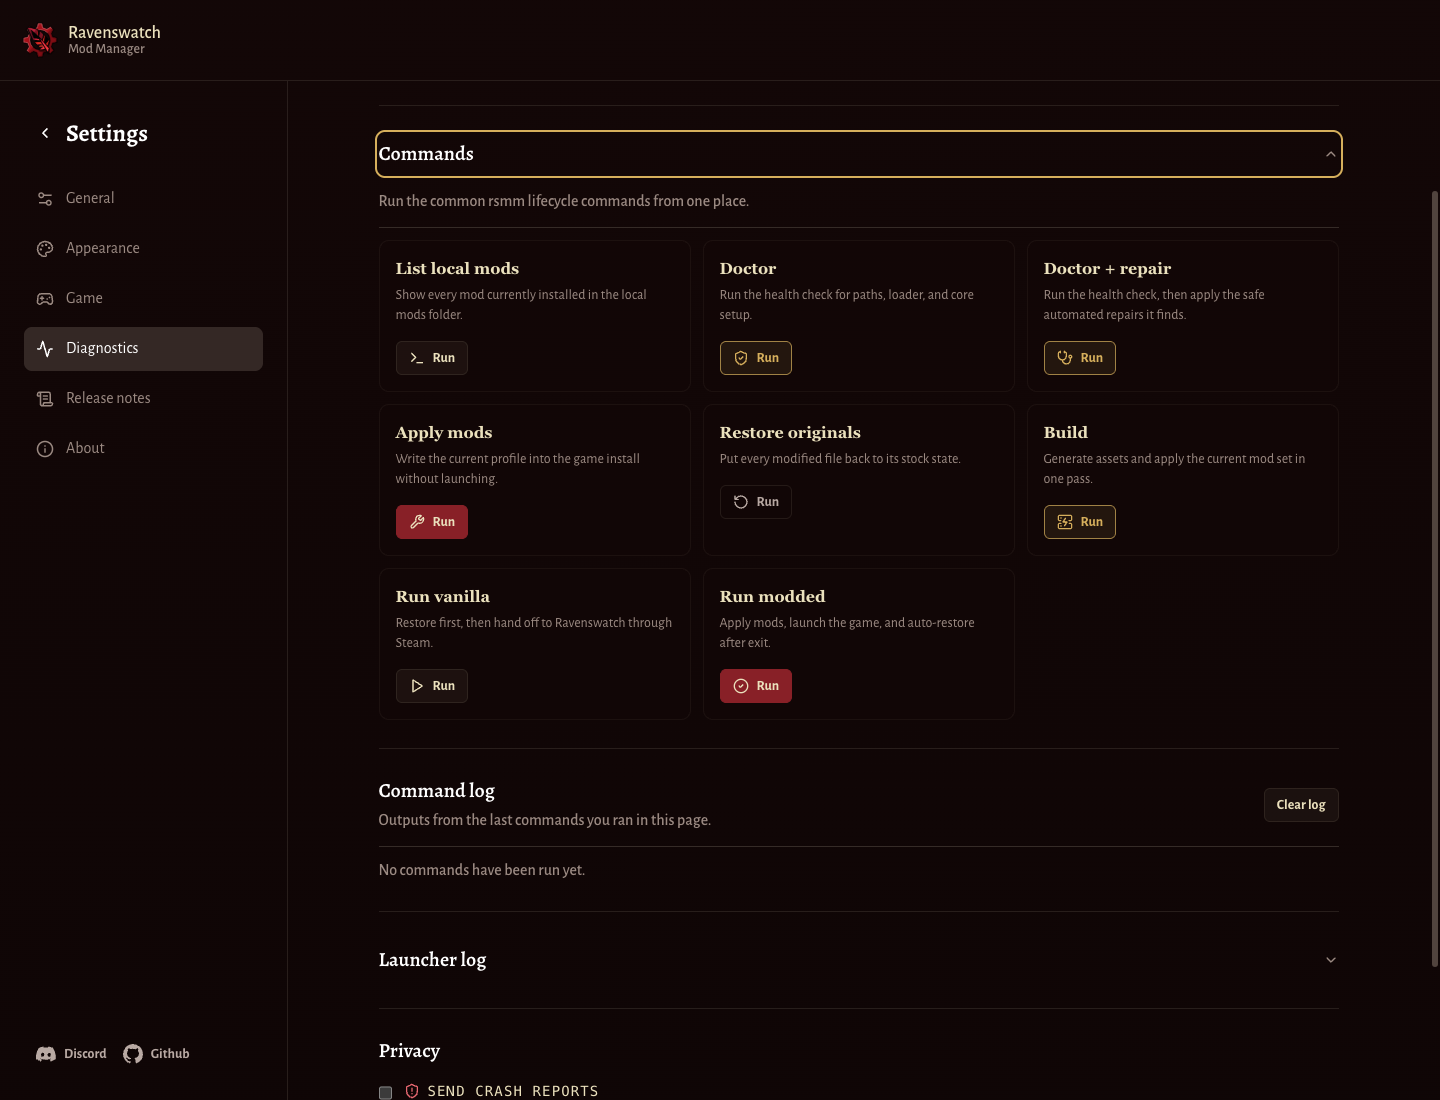 Ravenswatch
Mod Manager
Settings
General
Appearance
Game
Diagnostics
Release notes
About
Discord
Github
Commands
Run the common rsmm lifecycle commands from one place.
List local mods
Show every mod currently installed in the local
mods folder.
Run
Doctor
Run the health check for paths, loader, and core
setup.
Run
Doctor + repair
Run the health check, then apply the safe
automated repairs it finds.
Run
Apply mods
Write the current profile into the game install
without launching.
Run
Restore originals
Put every modified file back to its stock state.
Run
Build
Generate assets and apply the current mod set in
one pass.
Run
Run vanilla
Restore first, then hand off to Ravenswatch through
Steam.
Run
Run modded
Apply mods, launch the game, and auto-restore
after exit.
Run
Command log
Outputs from the last commands you ran in this page.
Clear log
No commands have been run yet.
Launcher log
Privacy
SEND CRASH REPORTS